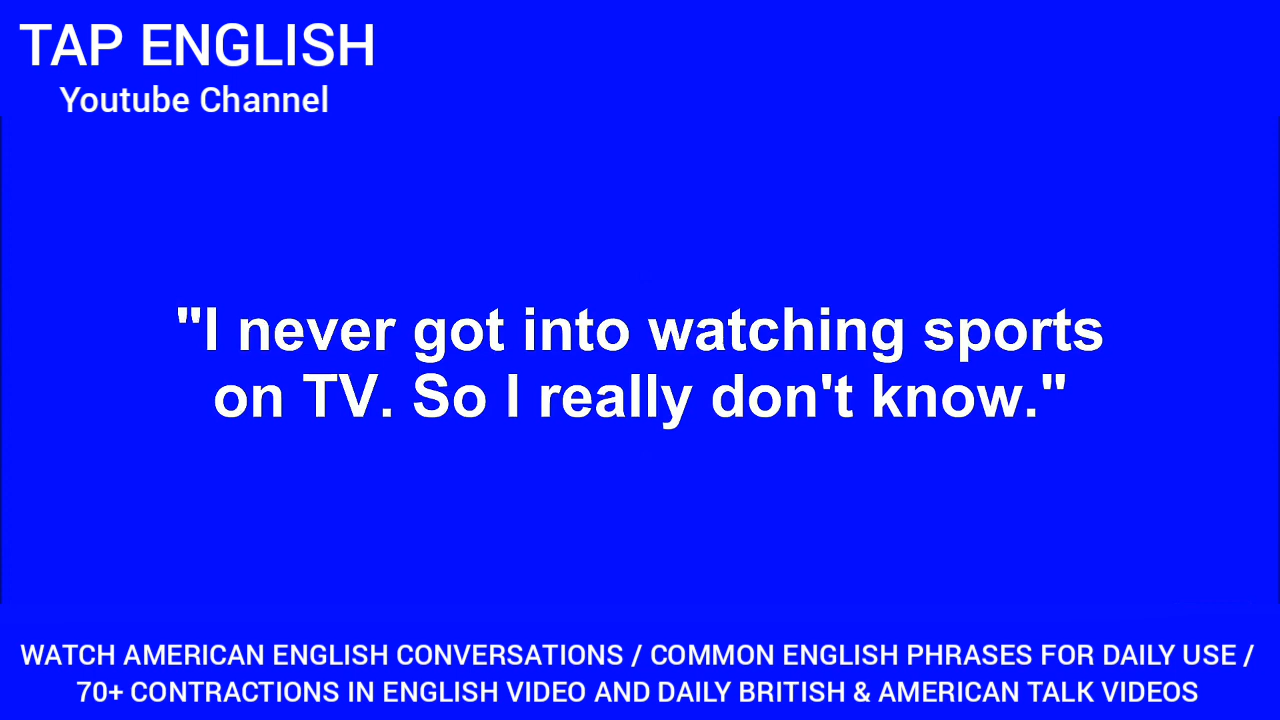 TAP ENGLISH
Youtube Channel
"I never got into watching sports
on TV. So I really don't know."
WATCH AMERICAN ENGLISH CONVERSATIONS / COMMON ENGLISH PHRASES FOR DAILY USE /
70+ CONTRACTIONS IN ENGLISH VIDEO AND DAILY BRITISH & AMERICAN TALK VIDEOS